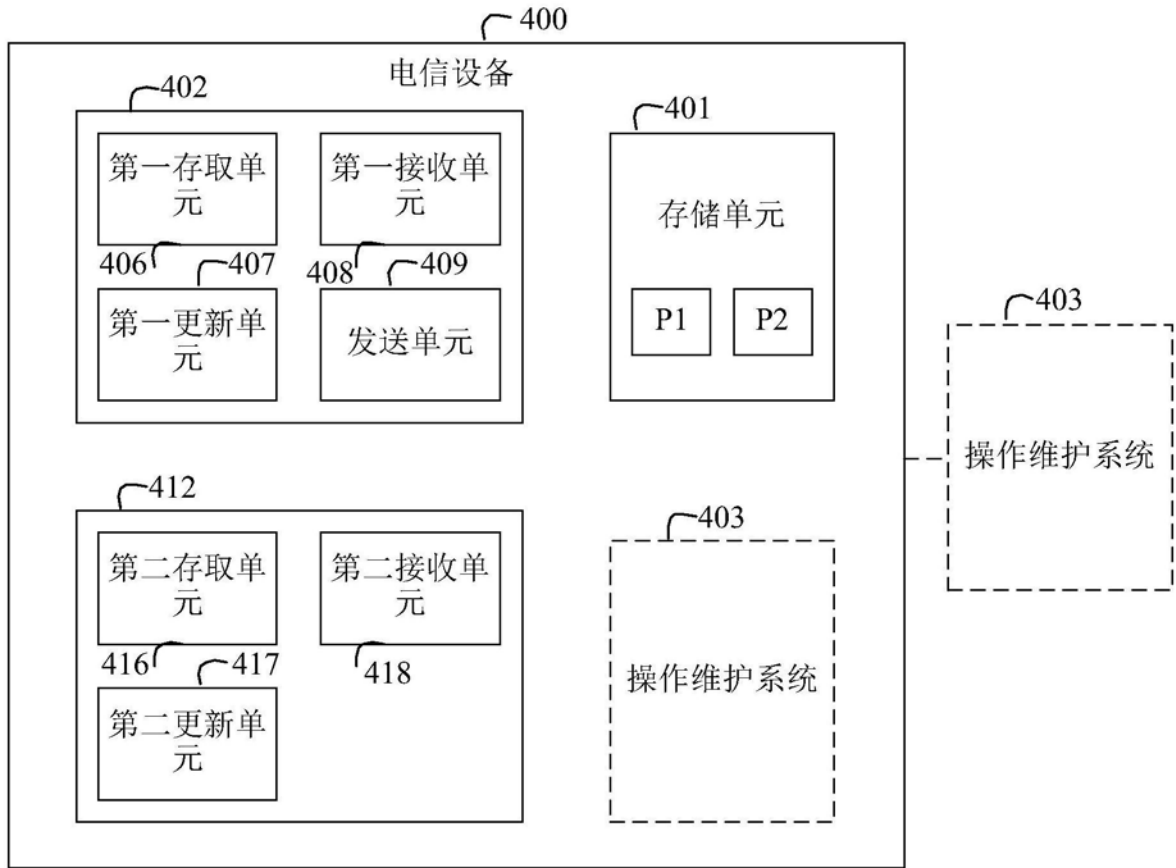 400
电信设备
402
401
第一存取单
元
第一接收单
元
存储单元
406
407
408
409
P1
P2
第一更新单
元
发送单元
403
操作维护系统
412
403
第二存取单
元
第二接收单
元
416
417
418
操作维护系统
第二更新单
元